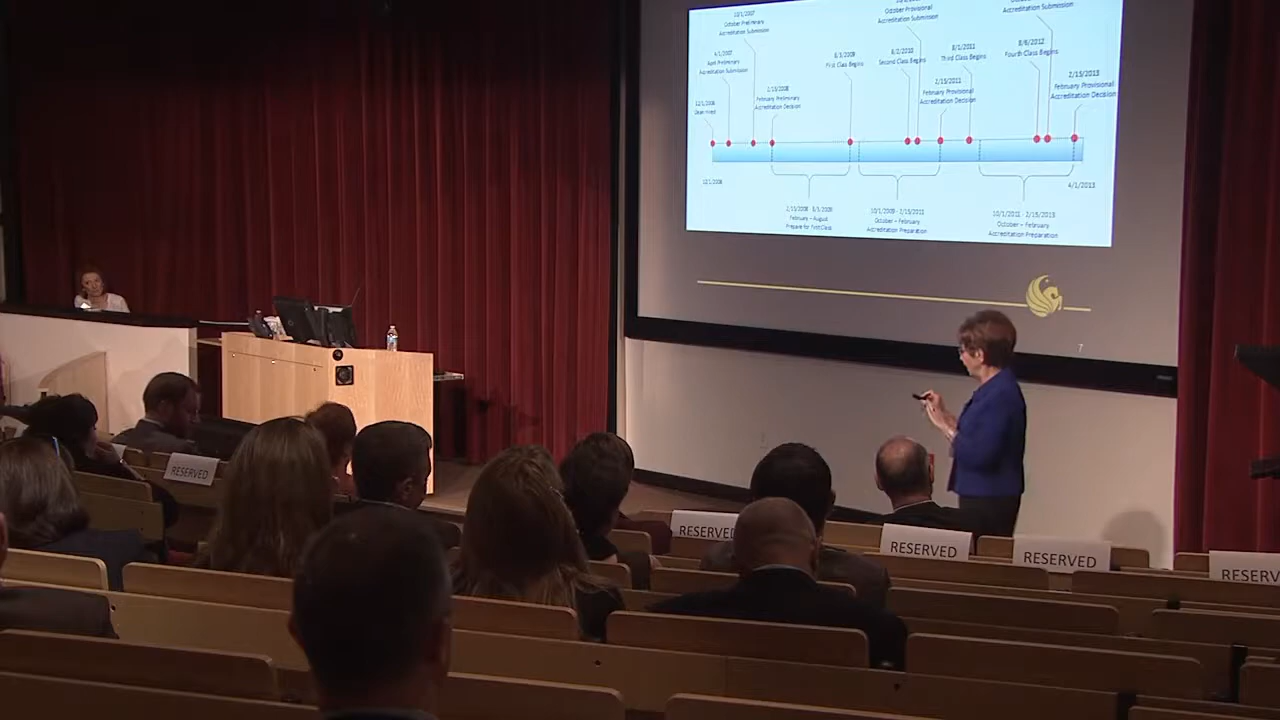 10/1/2007
October Preliminary
Accreditation Submission
October Provisional
Accreditation Submission
Accreditation Submission
4/1/2007
April Preliminary
Accreditation Submission
8/3/2009
First Class Begins
8/2/2010
Second Class Begins
8/1/2011
Third Class Begins
8/6/2012
Fourth Class Begins
12/1/2006
Dean Hired
2/15/2008
February Preliminary
Accreditation Decision
2/15/2011
February Provisional
Accreditation Decision
2/15/2013
February Provisional
Accreditation Decision
12/1/2006
4/1/2013
2/15/2008 - 8/3/2009
February – August
Prepare for First Class
10/1/2009 - 2/15/2011
October – February
Accreditation Preparation
10/1/2011 - 2/15/2013
October – February
Accreditation Preparation
7
RESERVED
RESERVED
RESERVED
RESERVED
RESERV